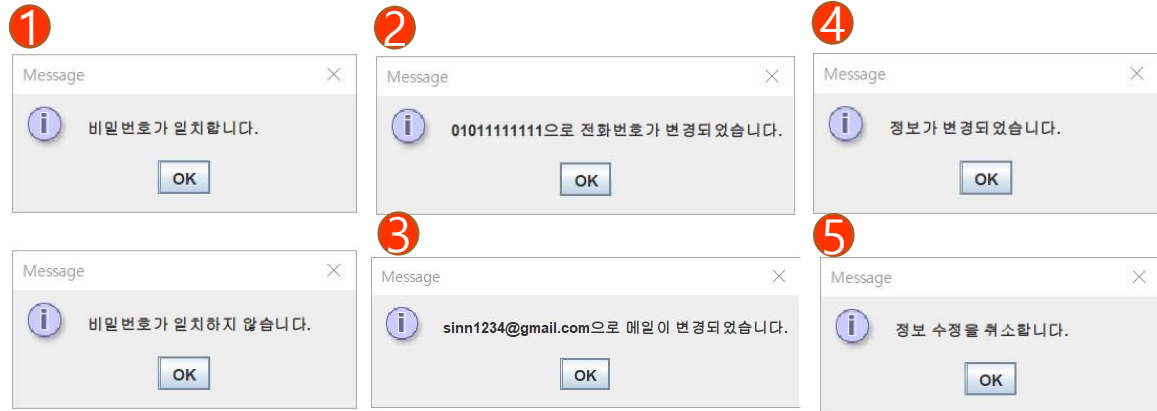 1
Message
비밀번호가 일치합니다.
OK
Message
비밀번호가 일치하지 않습니다.
OK
2
Message
01011111111으로 전화번호가 변경되었습니다.
OK
3
Message
sinn1234@gmail.com으로 메일이 변경되었습니다.
OK
4
Message
정보가 변경되었습니다.
OK
5
Message
정보 수정을 취소합니다.
OK